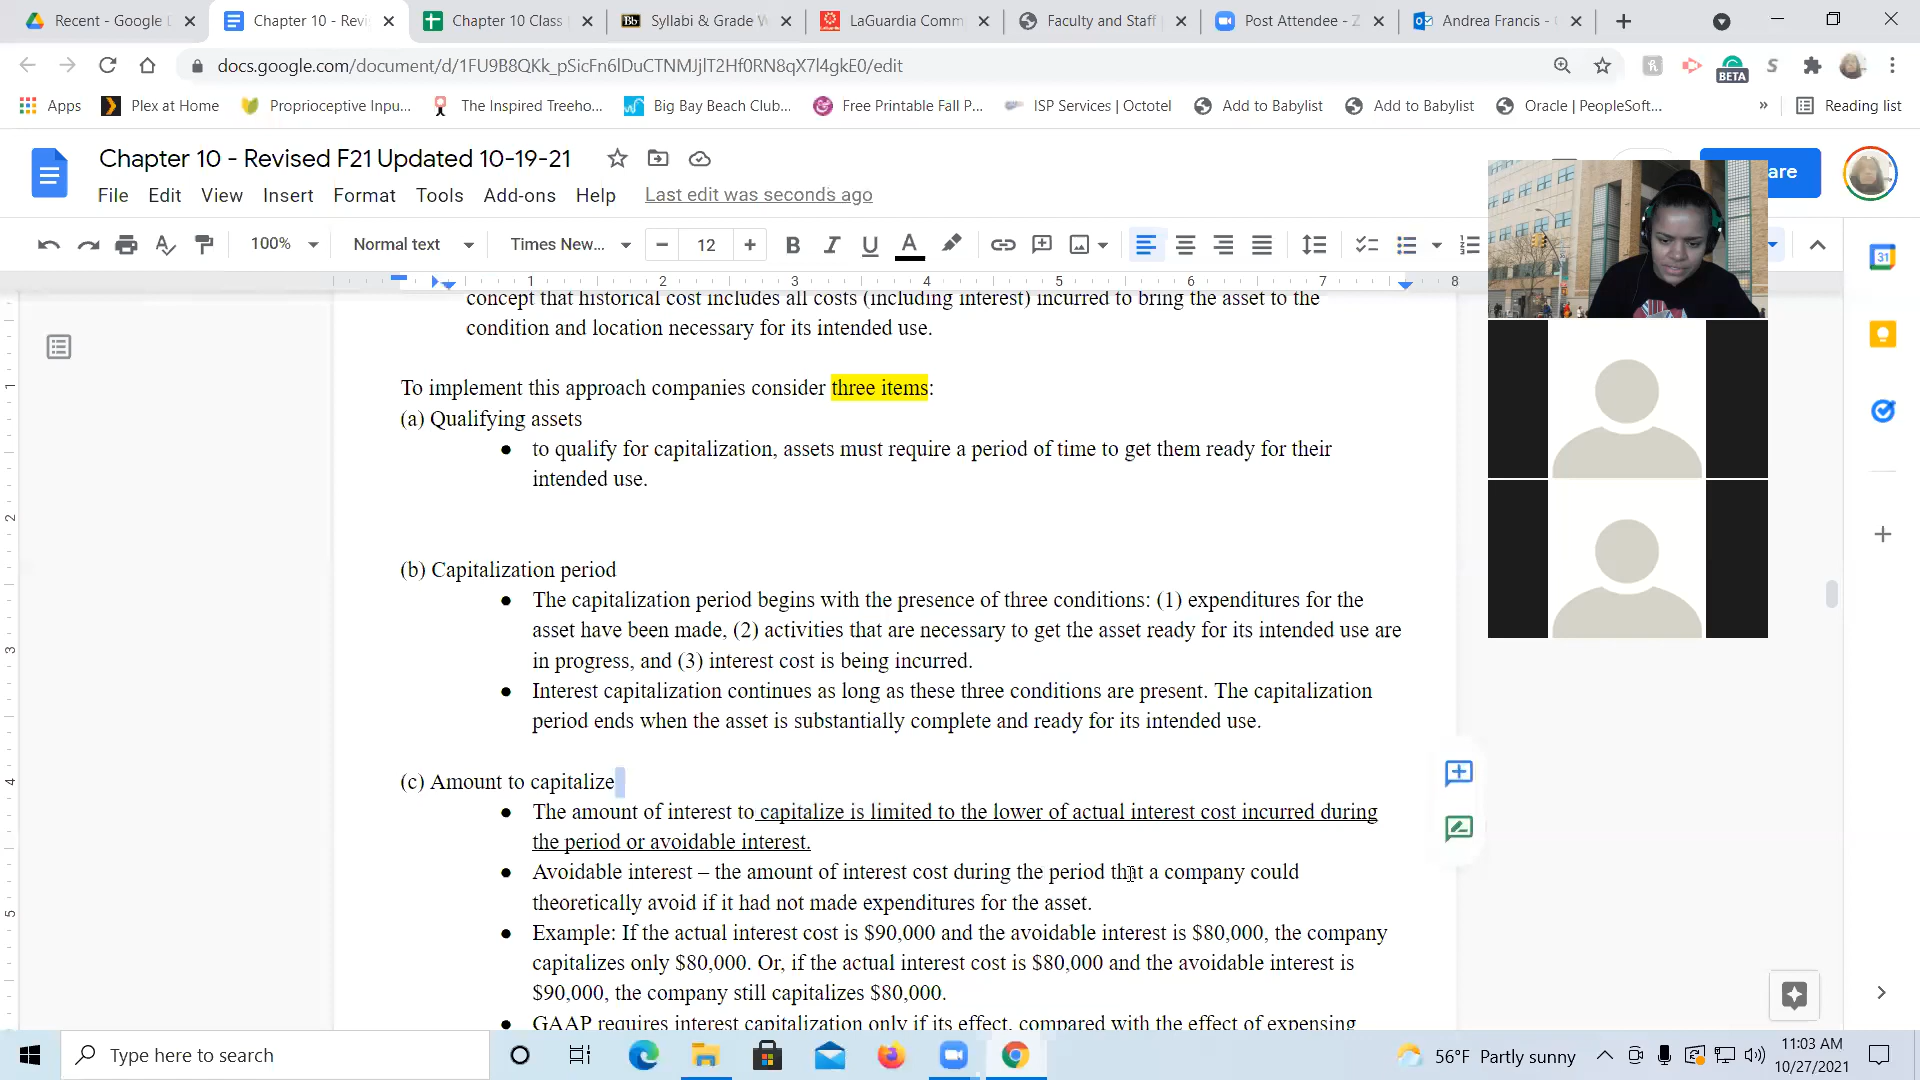 Recent - Google D
Chapter 10 - Revi
Chapter 10 Class
Bb Syllabi & Grade W
LaGuardia Comm
Faculty and Staff
Post Attendee - Z
Andrea Francis -
docs.google.com/document/d/1FU9B8QKk_pSicFn6lDuCTNMJjlT2Hf0RN8qX7l4gkE0/edit
BETA
Apps
Plex at Home
Proprioceptive Inpu...
The Inspired Treeho...
Big Bay Beach Club...
Free Printable Fall P...
ISP Services | Octotel
Add to Babylist
Add to Babylist
Oracle | PeopleSoft...
»
Reading list
Chapter 10 - Revised F21 Updated 10-19-21
are
File Edit View Insert Format Tools Add-ons Help Last edit was seconds ago
100% Normal text Times New... − 12 + B I U A
31
1 2 3 4 5 6 7 8
concept that historical cost includes all costs (including interest) incurred to bring the asset to the
condition and location necessary for its intended use.
To implement this approach companies consider three items:
(a) Qualifying assets
● to qualify for capitalization, assets must require a period of time to get them ready for their
intended use.
(b) Capitalization period
● The capitalization period begins with the presence of three conditions: (1) expenditures for the
asset have been made, (2) activities that are necessary to get the asset ready for its intended use are
in progress, and (3) interest cost is being incurred.
● Interest capitalization continues as long as these three conditions are present. The capitalization
period ends when the asset is substantially complete and ready for its intended use.
(c) Amount to capitalize
● The amount of interest to capitalize is limited to the lower of actual interest cost incurred during
the period or avoidable interest.
● Avoidable interest – the amount of interest cost during the period that a company could
theoretically avoid if it had not made expenditures for the asset.
● Example: If the actual interest cost is $90,000 and the avoidable interest is $80,000, the company
capitalizes only $80,000. Or, if the actual interest cost is $80,000 and the avoidable interest is
$90,000, the company still capitalizes $80,000.
● GAAP requires interest capitalization only if its effect, compared with the effect of expensing
1
2
3
4
5
Type here to search
56°F Partly sunny
11:03 AM
10/27/2021